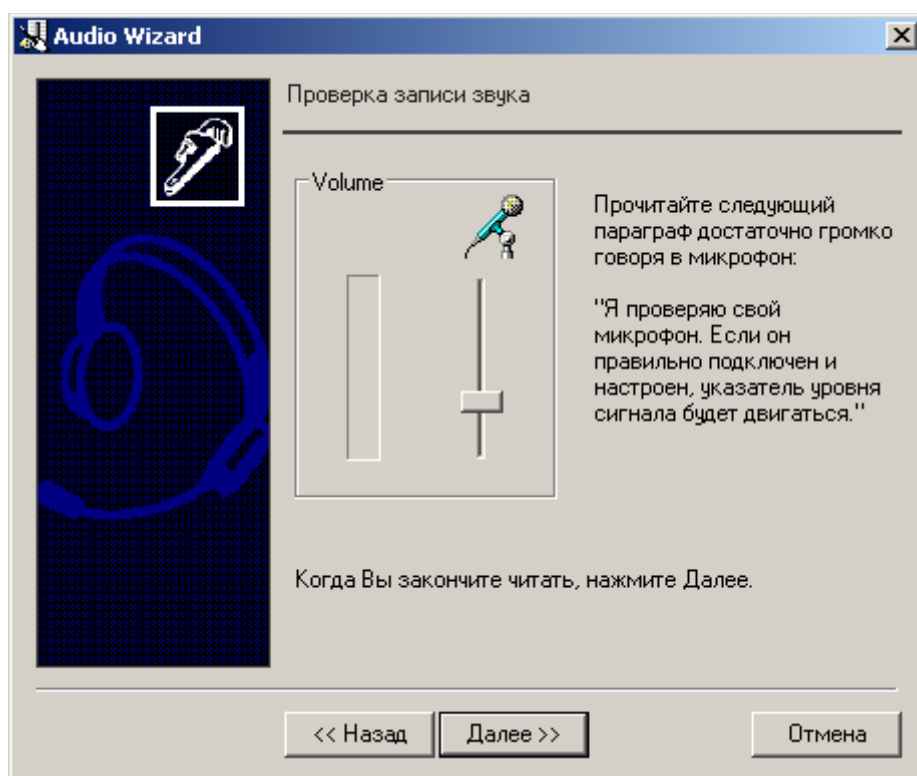 Audio Wizard
Проверка записи звука
Volume
Прочитайте следующий
параграф достаточно громко
говоря в микрофон:
"Я проверяю свой
микрофон. Если он
правильно подключен и
настроен, указатель уровня
сигнала будет двигаться."
Когда Вы закончите читать, нажмите Далее.
<< Назад
Далее >>
Отмена